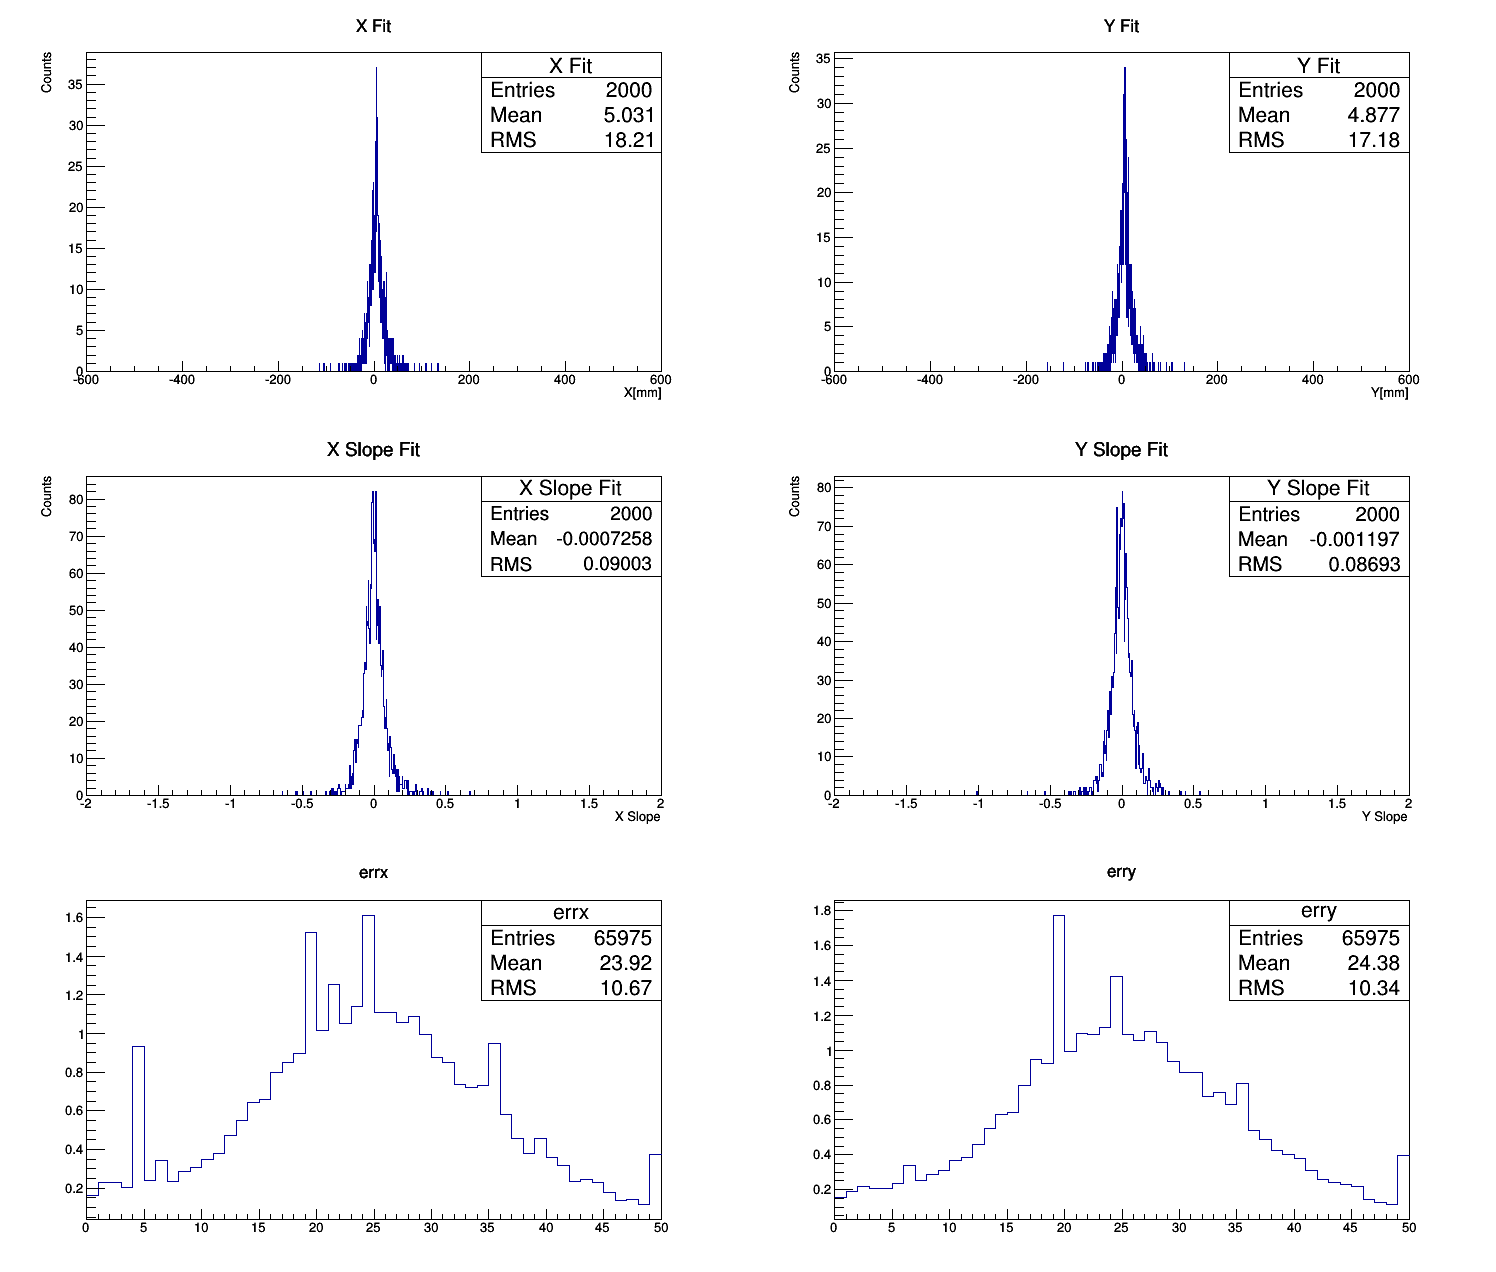 X Fit
Counts
X Fit
Entries 2000
Mean 5.031
RMS 18.21
35
30
25
20
15
10
5
0
-600 -400 -200 0 200 400 600
X[mm]
Y Fit
Counts
Y Fit
Entries 2000
Mean 4.877
RMS 17.18
35
30
25
20
15
10
5
0
-600 -400 -200 0 200 400 600
Y[mm]
X Slope Fit
Counts
X Slope Fit
Entries 2000
Mean -0.0007258
RMS 0.09003
80
70
60
50
40
30
20
10
0
-2 -1.5 -1 -0.5 0 0.5 1 1.5 2
X Slope
Y Slope Fit
Counts
Y Slope Fit
Entries 2000
Mean -0.001197
RMS 0.08693
80
70
60
50
40
30
20
10
0
-2 -1.5 -1 -0.5 0 0.5 1 1.5 2
Y Slope
errx
errx
Entries 65975
Mean 23.92
RMS 10.67
1.6
1.4
1.2
1
0.8
0.6
0.4
0.2
0 5 10 15 20 25 30 35 40 45 50
erry
erry
Entries 65975
Mean 24.38
RMS 10.34
1.8
1.6
1.4
1.2
1
0.8
0.6
0.4
0.2
0 5 10 15 20 25 30 35 40 45 50